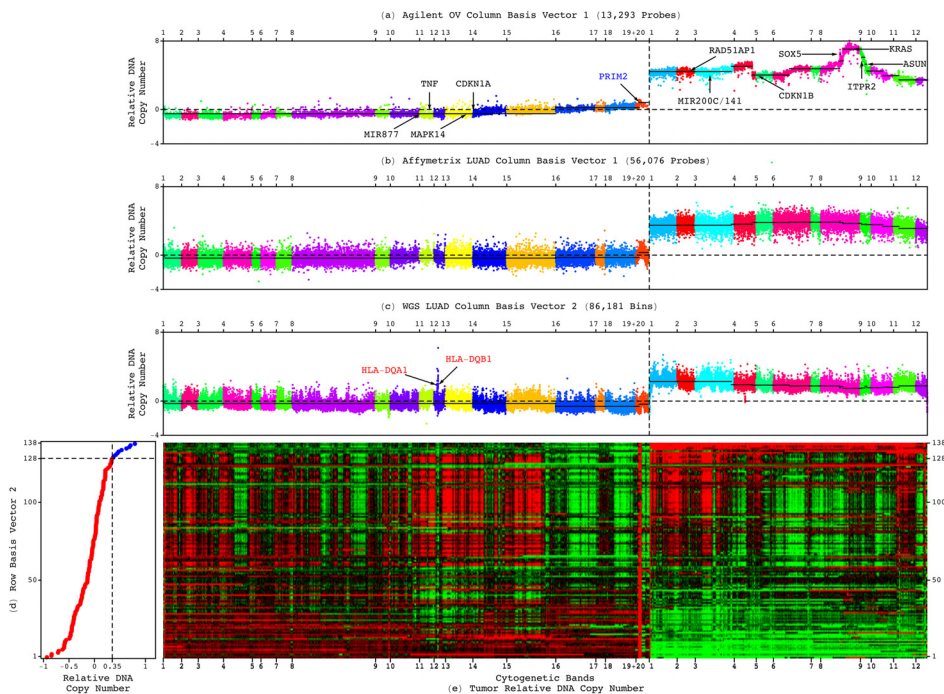 (a) Agilent OV Column Basis Vector 1 (13,293 Probes)
1 2 3 4 5 6 7 8 9 10 11 12 13 14 15 16 17 18 19+20 1 2 3 4 5 6 7 8 9 10 11 12
Relative DNA
Copy Number
8
0
-4
TNF
CDKN1A
MIR877
MAPK14
PRIM2
RAD51AP1
MIR200C/141
CDKN1B
SOX5
KRAS
ASUN
ITPR2
(b) Affymetrix LUAD Column Basis Vector 1 (56,076 Probes)
1 2 3 4 5 6 7 8 9 10 11 12 13 14 15 16 17 18 19+20 1 2 3 4 5 6 7 8 9 10 11 12
Relative DNA
Copy Number
8
0
-4
(c) WGS LUAD Column Basis Vector 2 (86,181 Bins)
1 2 3 4 5 6 7 8 9 10 11 12 13 14 15 16 17 18 19+20 1 2 3 4 5 6 7 8 9 10 11 12
Relative DNA
Copy Number
8
0
-4
HLA-DQA1
HLA-DQB1
(d) Row Basis Vector 2
138
128
100
50
1
-1 -0.5 0 0.35 1
Relative DNA
Copy Number
138
128
100
50
1
1 2 3 4 5 6 7 8 9 10 11 12 13 14 15 16 17 18 19+20 1 2 3 4 5 6 7 8 9 10 11 12
Cytogenetic Bands
(e) Tumor Relative DNA Copy Number